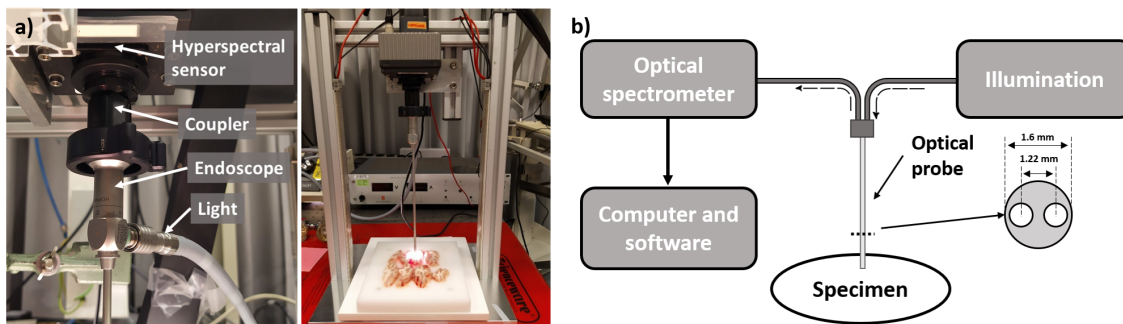 a)
Hyperspectral
sensor
Coupler
Endoscope
Light
b)
Optical
spectrometer
Illumination
Computer and
software
Optical
probe
1.6 mm
1.22 mm
Specimen